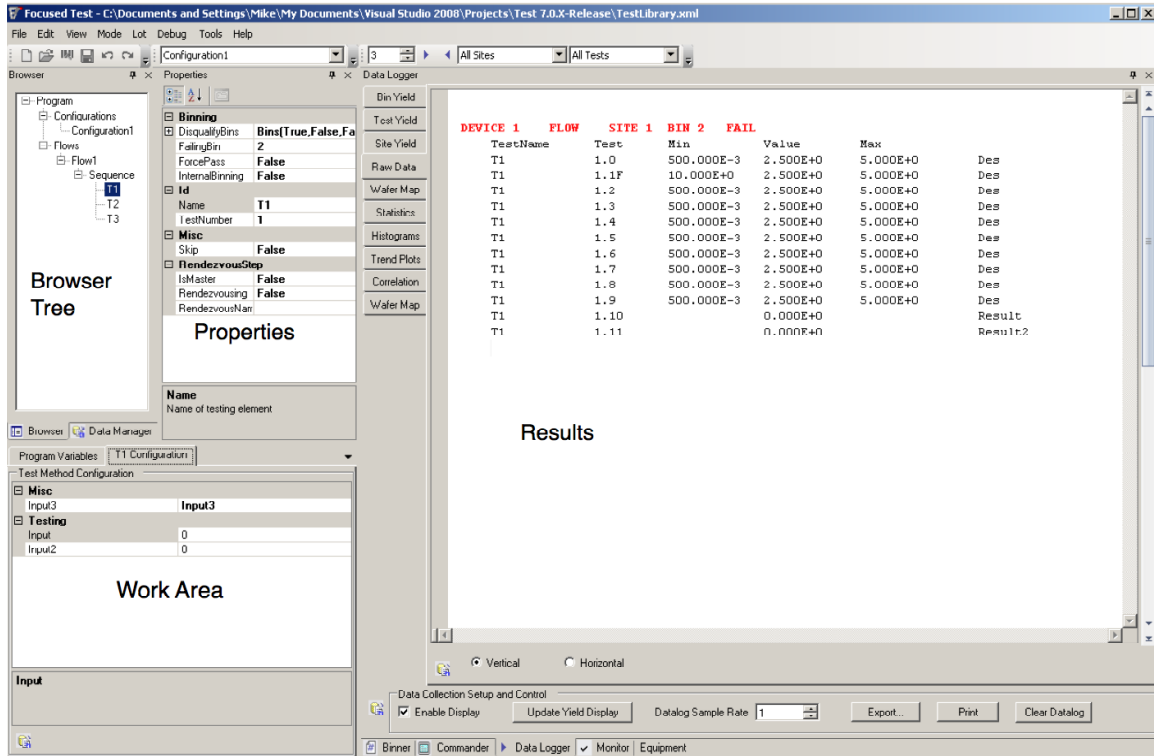 Focused Test - C:\Documents and Settings\Mike\My Documents\Visual Studio 2008\Projects\Test 7.0.X-Release\TestLibrary.xml
File Edit View Mode Lot Debug Tools Help
Configuration1 3 All Sites All Tests
Browser
Program
Configurations
Configuration1
Flows
Flow1
Sequence
T1
T2
T3
Browser
Tree
Browser Data Manager
Properties
Binning
DisqualifyBins Bins(True,False,Fa
FailingBin 2
ForcePass False
InternalBinning False
Id
Name T1
TestNumber 1
Misc
Skip False
RendezvousStep
IsMaster False
Rendezvousing False
RendezvousNam
Properties
Name
Name of testing element
Program Variables T1 Configuration
Test Method Configuration
Misc
Input3 Input3
Testing
Input 0
Input2 0
Work Area
Input
Data Logger
Bin Yield
Test Yield
Site Yield
Raw Data
Wafer Map
Statistics
Histograms
Trend Plots
Correlation
Wafer Map
DEVICE 1 FLOW SITE 1 BIN 2 FAIL
TestName Test Min Value Max
T1 1.0 500.000E-3 2.500E+0 5.000E+0 Des
T1 1.1F 10.000E+0 2.500E+0 5.000E+0 Des
T1 1.2 500.000E-3 2.500E+0 5.000E+0 Des
T1 1.3 500.000E-3 2.500E+0 5.000E+0 Des
T1 1.4 500.000E-3 2.500E+0 5.000E+0 Des
T1 1.5 500.000E-3 2.500E+0 5.000E+0 Des
T1 1.6 500.000E-3 2.500E+0 5.000E+0 Des
T1 1.7 500.000E-3 2.500E+0 5.000E+0 Des
T1 1.8 500.000E-3 2.500E+0 5.000E+0 Des
T1 1.9 500.000E-3 2.500E+0 5.000E+0 Des
T1 1.10 0.000E+0 Result
T1 1.11 0.000E+0 Result2
Results
Vertical Horizontal
Data Collection Setup and Control
Enable Display Update Yield Display Datalog Sample Rate 1 Export... Print Clear Datalog
Binner Commander Data Logger Monitor Equipment